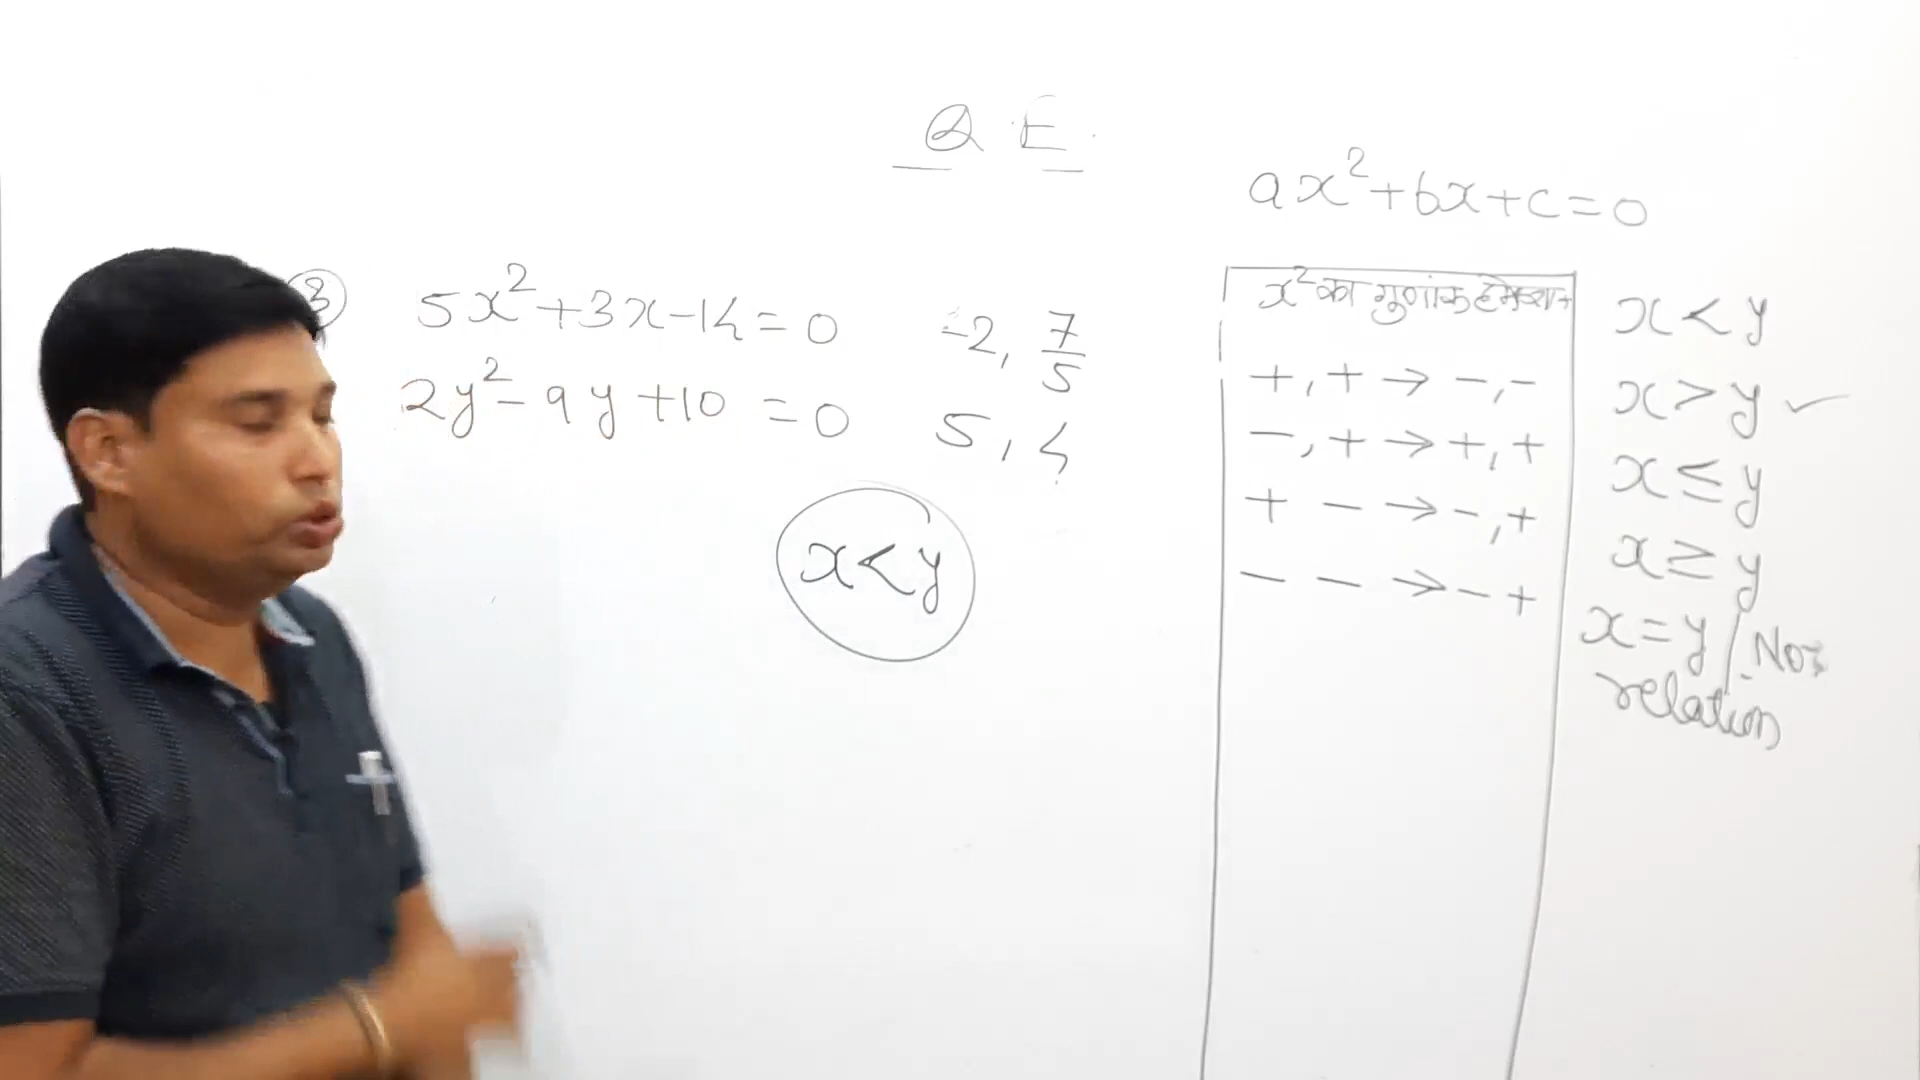 Q E
ax²+bx+c=0
③ 5x²+3x-14=0 -2, 7/5
2y²-9y+10=0 5, 4
x<y
x² का गुणांक हमेशा +
+,+ → -,-
-,+ → +,+
+ - → -,+
- - → - +
x<y
x>y ✓
x≤y
x≥y
x=y / No
relation